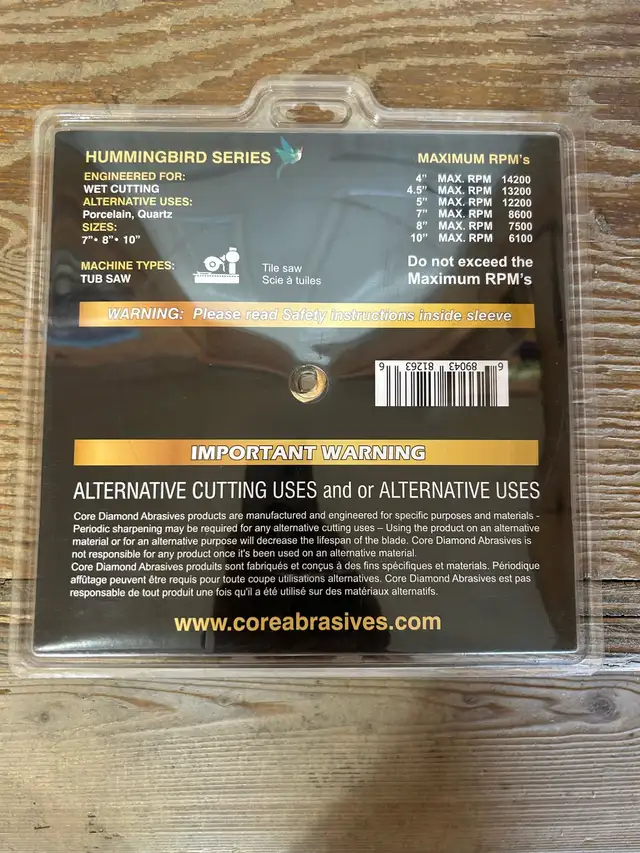 HUMMINGBIRD SERIES
ENGINEERED FOR:
WET CUTTING
ALTERNATIVE USES:
Porcelain, Quartz
SIZES:
7"• 8"• 10"
MACHINE TYPES:
TUB SAW
Tile saw
Scie à tuiles
MAXIMUM RPM's
4" MAX. RPM 14200
4.5" MAX. RPM 13200
5" MAX. RPM 12200
7" MAX. RPM 8600
8" MAX. RPM 7500
10" MAX. RPM 6100
Do not exceed the
Maximum RPM's
WARNING: Please read Safety instructions inside sleeve
6 89043 81263 9
IMPORTANT WARNING
ALTERNATIVE CUTTING USES and or ALTERNATIVE USES
Core Diamond Abrasives products are manufactured and engineered for specific purposes and materials -
Periodic sharpening may be required for any alternative cutting uses – Using the product on an alternative
material or for an alternative purpose will decrease the lifespan of the blade. Core Diamond Abrasives is
not responsible for any product once it's been used on an alternative material.
Core Diamond Abrasives produits sont fabriqués et conçus à des fins spécifiques et materials. Périodique
affûtage peuvent être requis pour toute coupe utilisations alternatives. Core Diamond Abrasives est pas
responsable de tout produit une fois qu'il a été utilisé sur des matériaux alternatifs.
www.coreabrasives.com